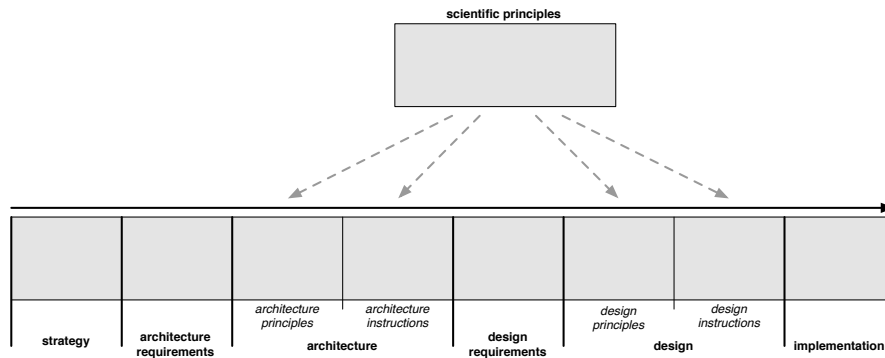 scientific principles
architecture principles
architecture instructions
design principles
design instructions
strategy
architecture requirements
architecture
design requirements
design
implementation